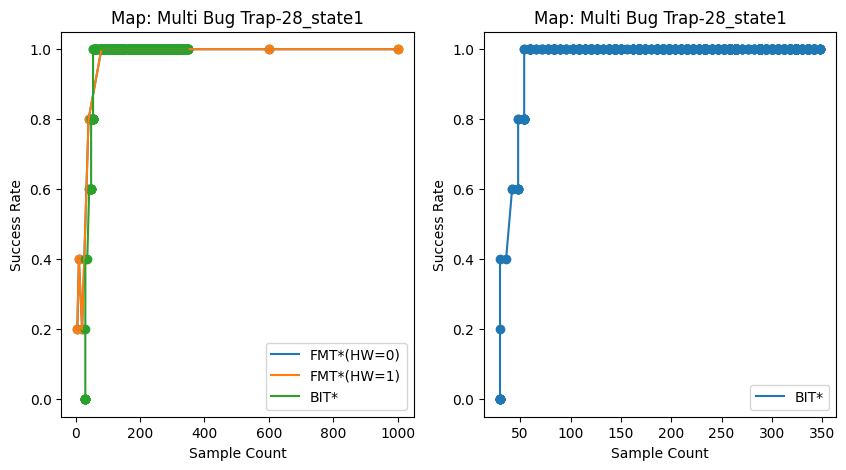 Map: Multi Bug Trap-28_state1
1.0
0.8
0.6
0.4
0.2
0.0
Success Rate
0 200 400 600 800 1000
Sample Count
FMT*(HW=0)
FMT*(HW=1)
BIT*
Map: Multi Bug Trap-28_state1
1.0
0.8
0.6
0.4
0.2
0.0
Success Rate
50 100 150 200 250 300 350
Sample Count
BIT*